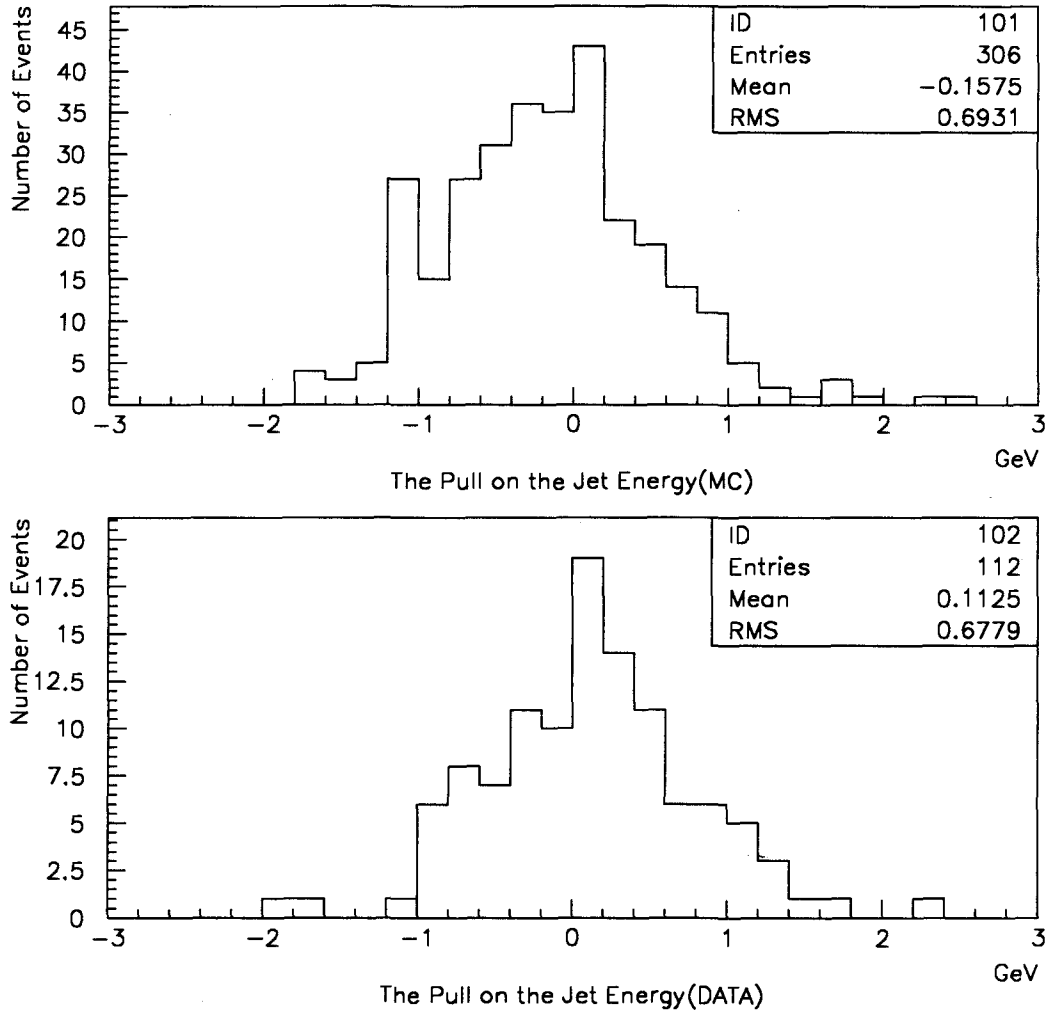 Number of Events
45
40
35
30
25
20
15
10
5
0
ID 101
Entries 306
Mean −0.1575
RMS 0.6931
−3 −2 −1 0 1 2 3
GeV
The Pull on the Jet Energy(MC)
Number of Events
20
17.5
15
12.5
10
7.5
5
2.5
0
ID 102
Entries 112
Mean 0.1125
RMS 0.6779
−3 −2 −1 0 1 2 3
GeV
The Pull on the Jet Energy(DATA)